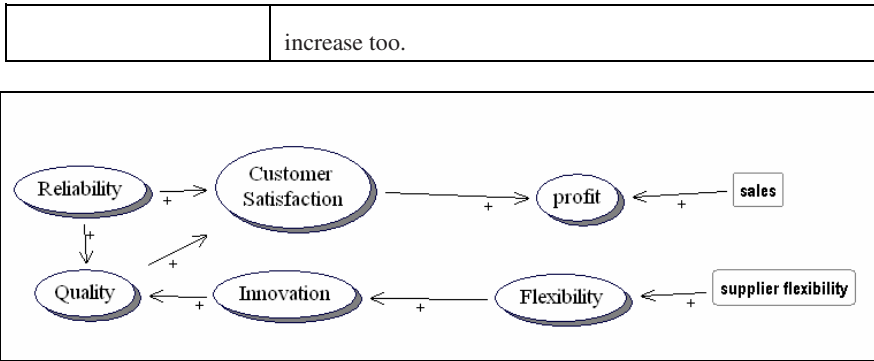 increase too.
Customer
Satisfaction
Reliability
+
profit
+
sales
+
+
+
Quality
+
Innovation
+
Flexibility
+
supplier flexibility